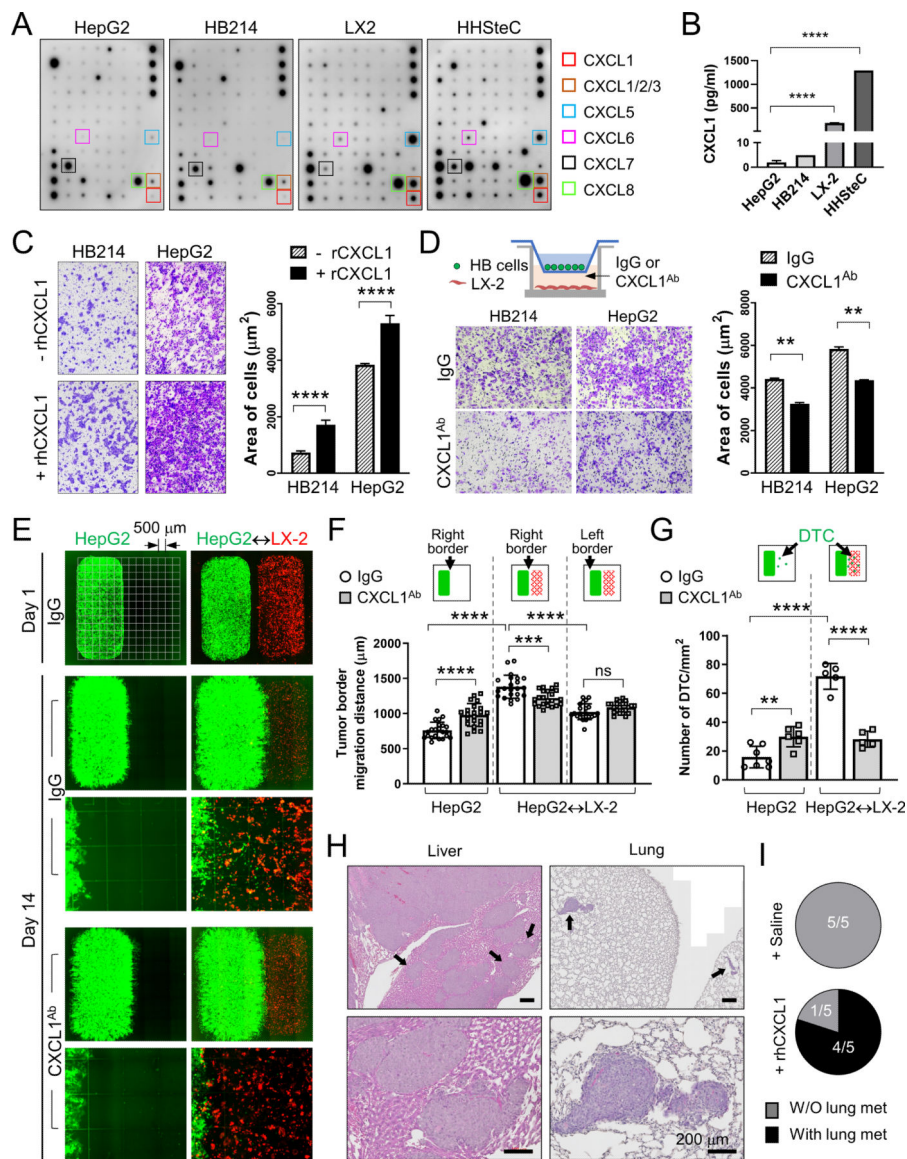 A
HepG2
HB214
LX2
HHSteC
CXCL1
CXCL1/2/3
CXCL5
CXCL6
CXCL7
CXCL8
B
****
****
CXCL1 (pg/ml)
1500
1000
500
10
0
HepG2
HB214
LX-2
HHSteC
C
HB214
HepG2
- rhCXCL1
+ rhCXCL1
- rCXCL1
+ rCXCL1
****
****
Area of cells (μm²)
6000
4000
2000
0
HB214
HepG2
D
HB cells
LX-2
IgG or
CXCL1Ab
HB214
HepG2
IgG
CXCL1Ab
IgG
CXCL1Ab
**
**
Area of cells (μm²)
8000
6000
4000
2000
0
HB214
HepG2
E
500 μm
HepG2
HepG2↔LX-2
Day 1
IgG
Day 14
IgG
CXCL1Ab
F
Right border
Right border
Left border
IgG
CXCL1Ab
****
****
****
***
ns
Tumor border
migration distance (μm)
2000
1500
1000
500
0
HepG2
HepG2↔LX-2
G
DTC
IgG
CXCL1Ab
****
****
**
Number of DTC/mm²
100
80
60
40
20
0
HepG2
HepG2↔LX-2
H
Liver
Lung
200 μm
I
+ Saline
5/5
+ rhCXCL1
1/5
4/5
W/O lung met
With lung met